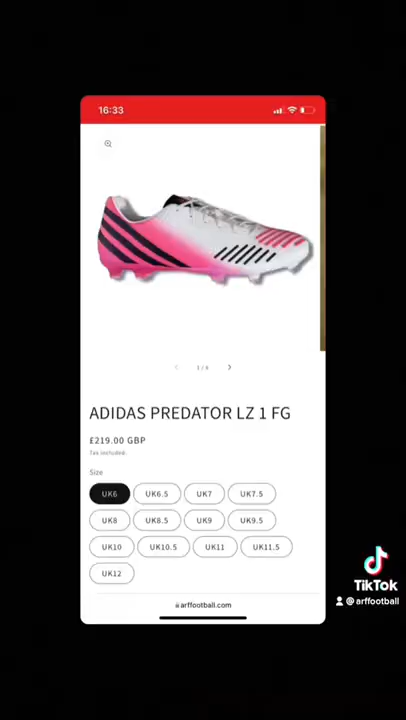 16:33
1 / 6
ADIDAS PREDATOR LZ 1 FG
£219.00 GBP
Tax included.
Size
UK6 UK6.5 UK7 UK7.5
UK8 UK8.5 UK9 UK9.5
UK10 UK10.5 UK11 UK11.5
UK12
arffootball.com
TikTok
@arffootball